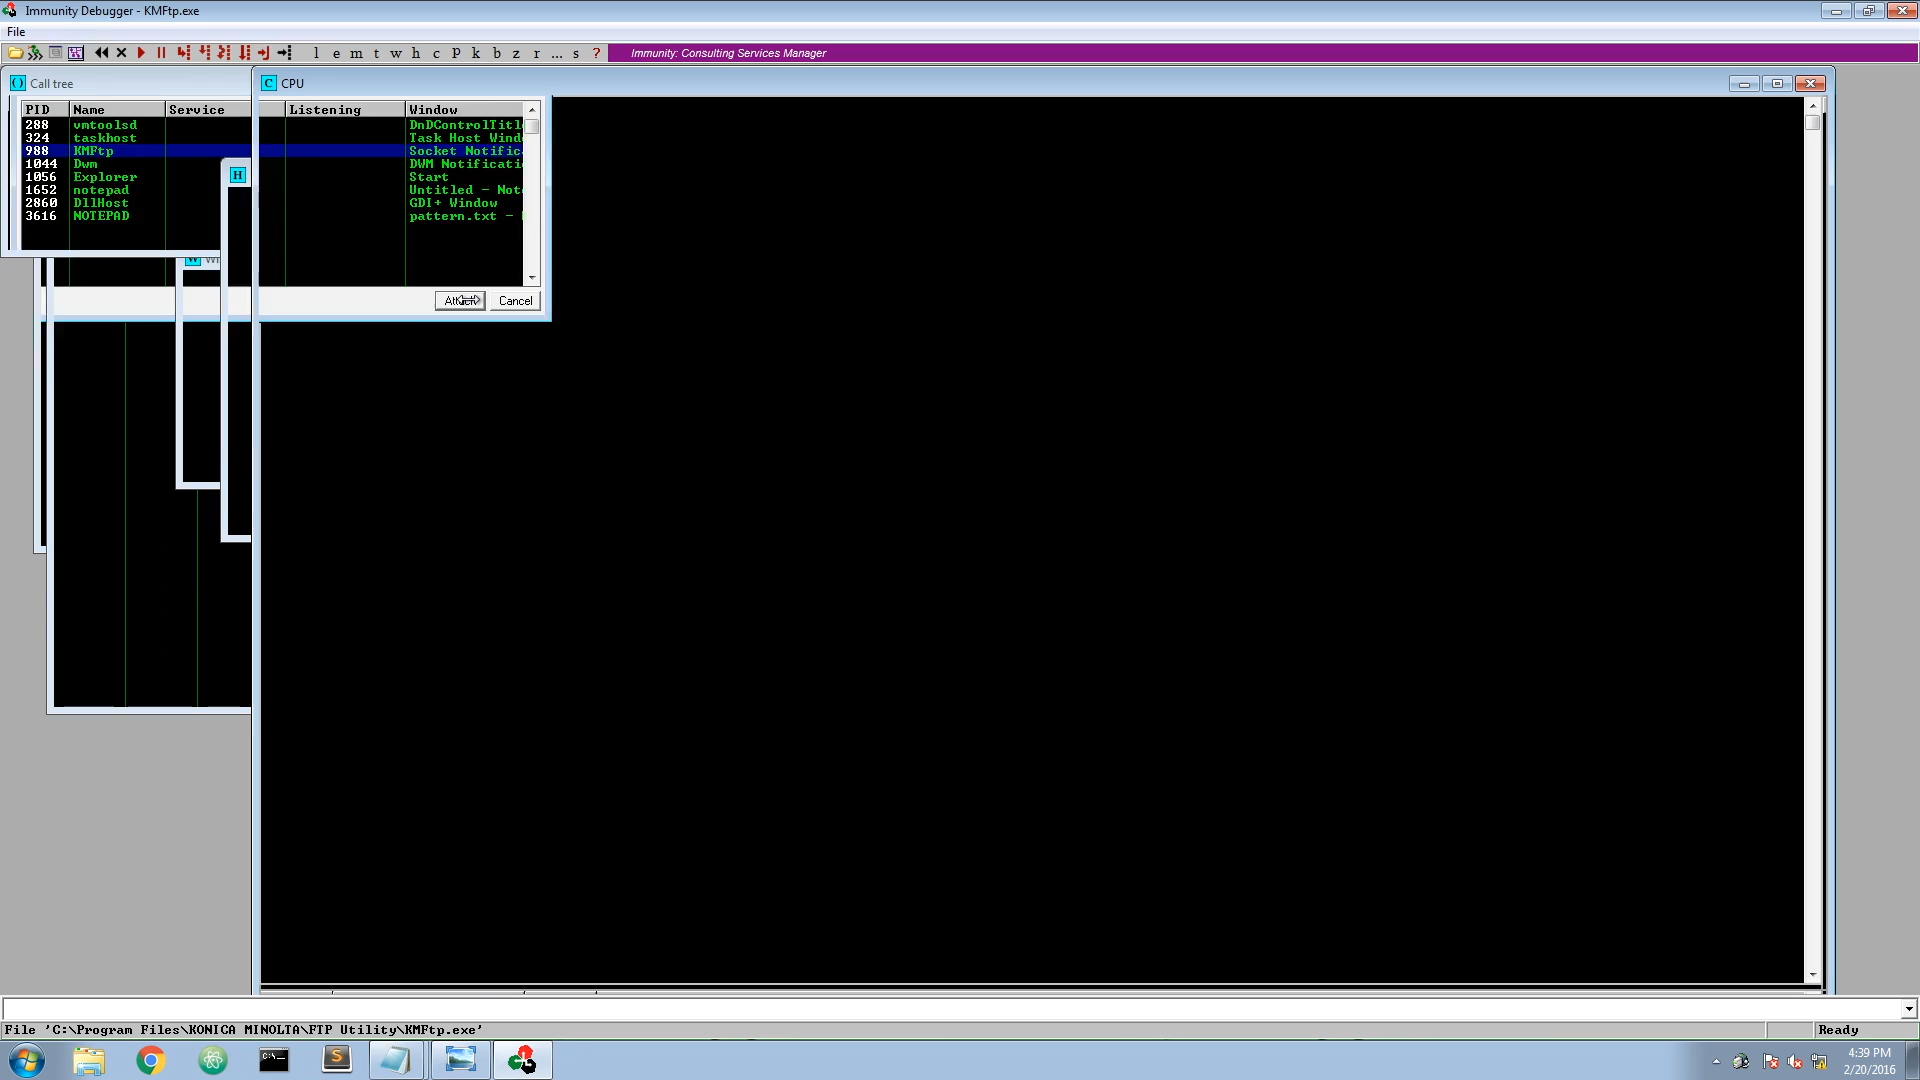 Immunity Debugger - KMFtp.exe
File
l e m t w h c P k b z r ... s ?
Immunity: Consulting Services Manager
Call tree
CPU
PID Name Service Listening Window
288 vmtoolsd DnDControlTitl
324 taskhost Task Host Wind
988 KMFtp Socket Notific
1044 Dwm DWM Notificati
1056 Explorer Start
1652 notepad Untitled - Not
2860 DllHost GDI+ Window
3616 NOTEPAD pattern.txt -
H
W
Cancel
File 'C:\Program Files\KONICA MINOLTA\FTP Utility\KMFtp.exe'
Ready
C:\_
S
4:39 PM
2/20/2016